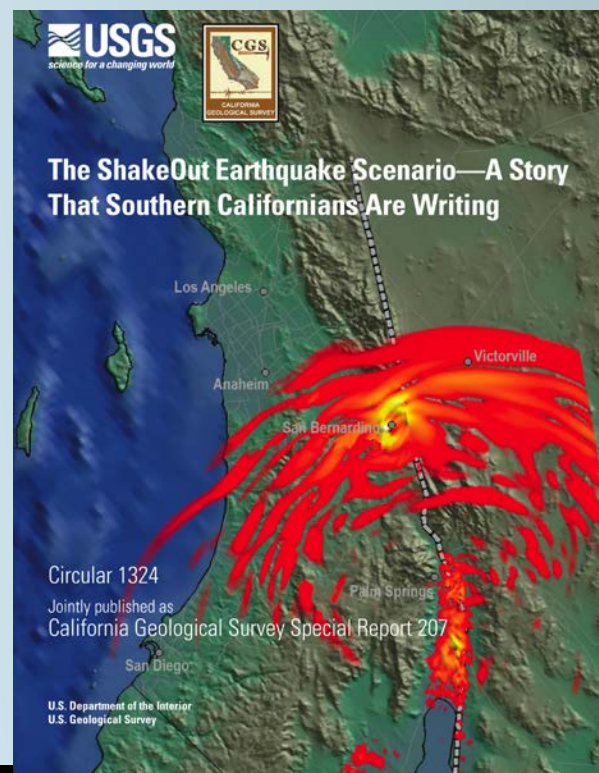 USGS
science for a changing world
CGS
CALIFORNIA
GEOLOGICAL SURVEY
The ShakeOut Earthquake Scenario—A Story
That Southern Californians Are Writing
Los Angeles
Victorville
Anaheim
San Bernardino
Circular 1324
Palm Springs
Jointly published as
California Geological Survey Special Report 207
San Diego
U.S. Department of the Interior
U.S. Geological Survey